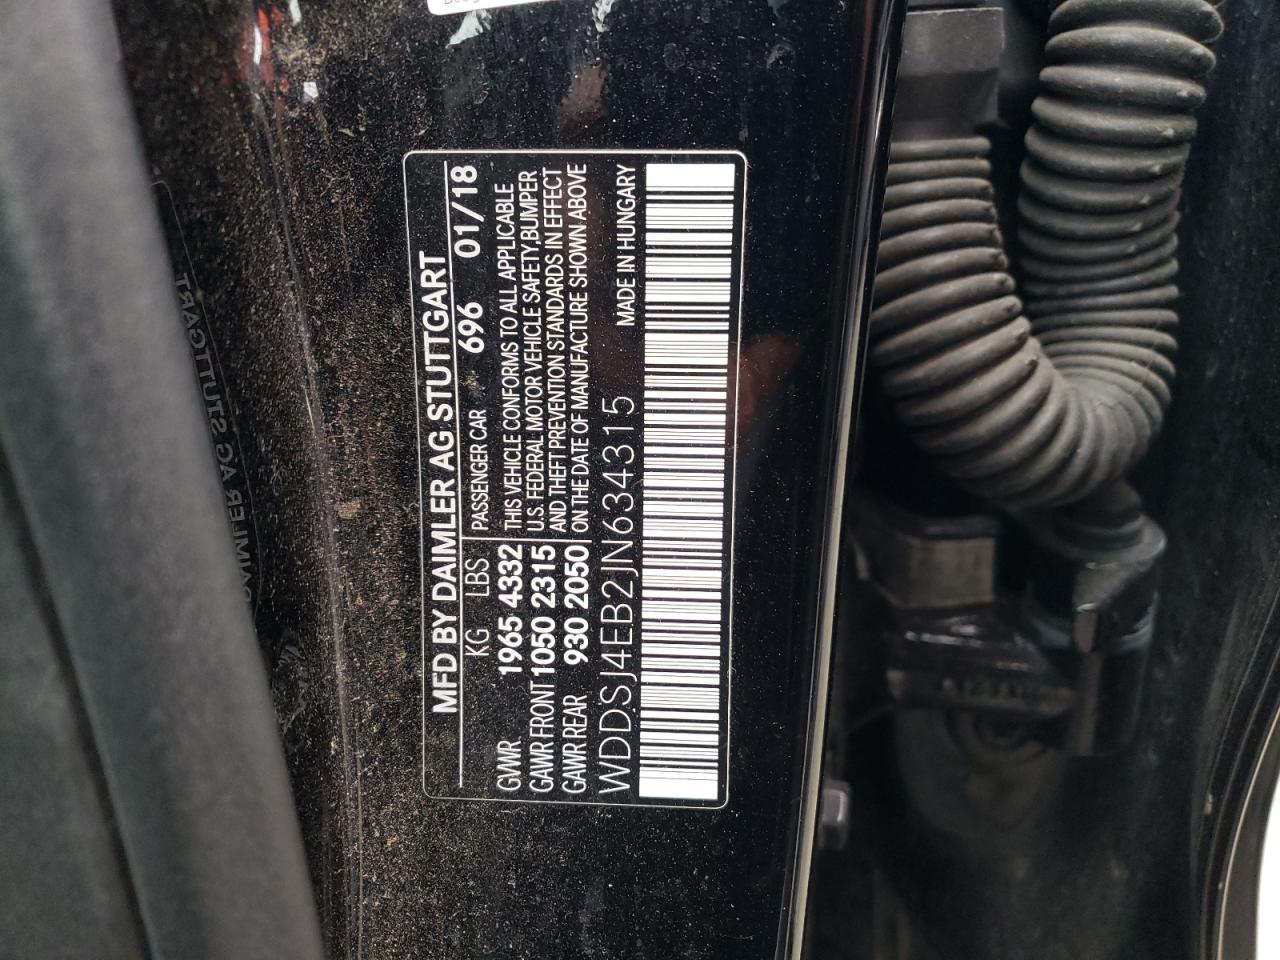 MFD BY DAIMLER AG STUTTGART
KG LBS PASSENGER CAR 696 01/18
GVWR 1965 4332 THIS VEHICLE CONFORMS TO ALL APPLICABLE
GAWR FRONT 1050 2315 U.S. FEDERAL MOTOR VEHICLE SAFETY,BUMPER
AND THEFT PREVENTION STANDARDS IN EFFECT
GAWR REAR 930 2050 ON THE DATE OF MANUFACTURE SHOWN ABOVE
WDDSJ4EB2JN634315 MADE IN HUNGARY